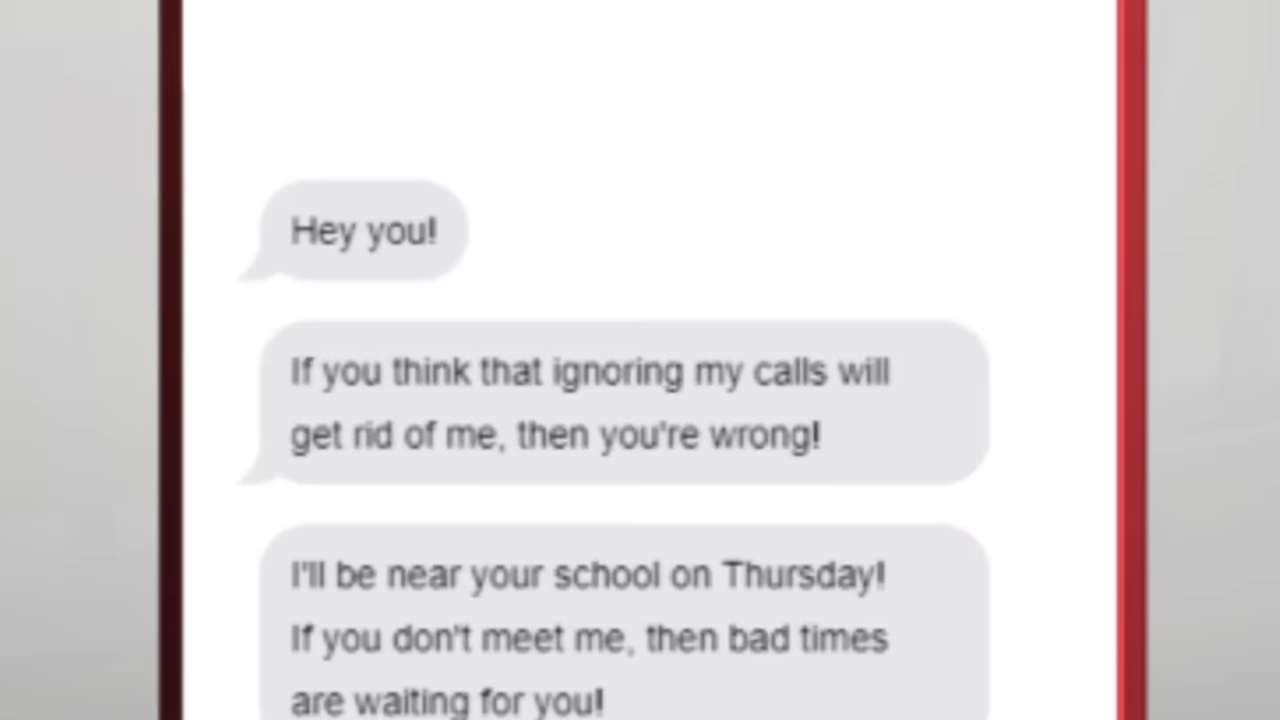 Hey you!
If you think that ignoring my calls will
get rid of me, then you're wrong!
I'll be near your school on Thursday!
If you don't meet me, then bad times
are waiting for you!